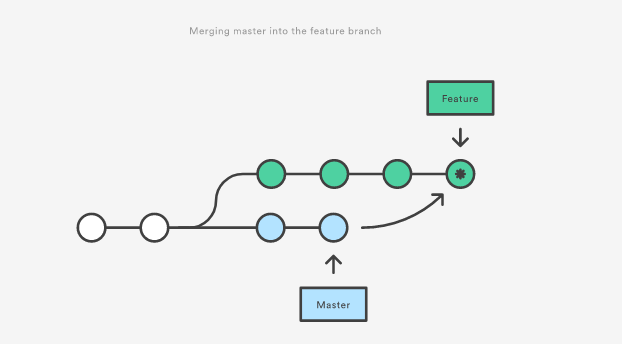 Merging master into the feature branch
Feature
Master